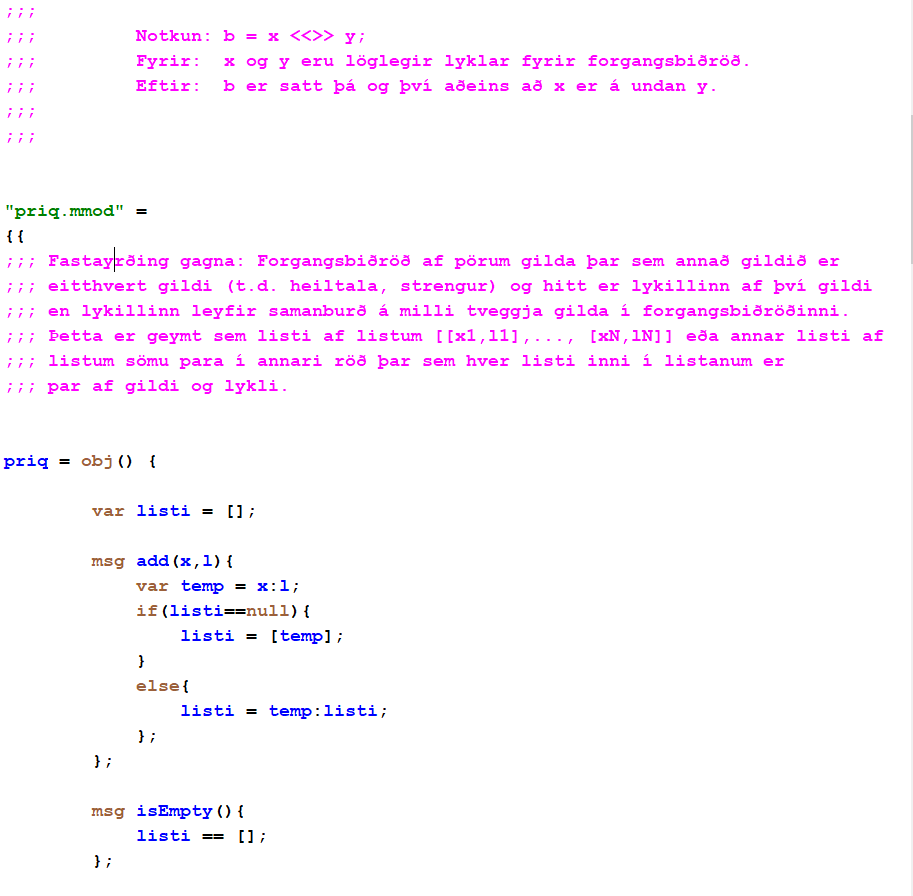 ;;;
;;;         Notkun: b = x <<>> y;
;;;         Fyrir:  x og y eru löglegir lyklar fyrir forgangsbiðröð.
;;;         Eftir:  b er satt þá og því aðeins að x er á undan y.
;;;
;;;
"priq.mmod" =
{{
;;; Fastayrðing gagna: Forgangsbiðröð af pörum gilda þar sem annað gildið er
;;; eitthvert gildi (t.d. heiltala, strengur) og hitt er lykillinn af því gildi
;;; en lykillinn leyfir samanburð á milli tveggja gilda í forgangsbiðröðinni.
;;; Þetta er geymt sem listi af listum [[x1,l1],..., [xN,lN]] eða annar listi af
;;; listum sömu para í annari röð þar sem hver listi inni í listanum er
;;; par af gildi og lykli.
priq = obj() {
        var listi = [];
        msg add(x,l){
            var temp = x:l;
            if(listi==null){
                listi = [temp];
            }
            else{
                listi = temp:listi;
            };
        };
        msg isEmpty(){
            listi == [];
        };